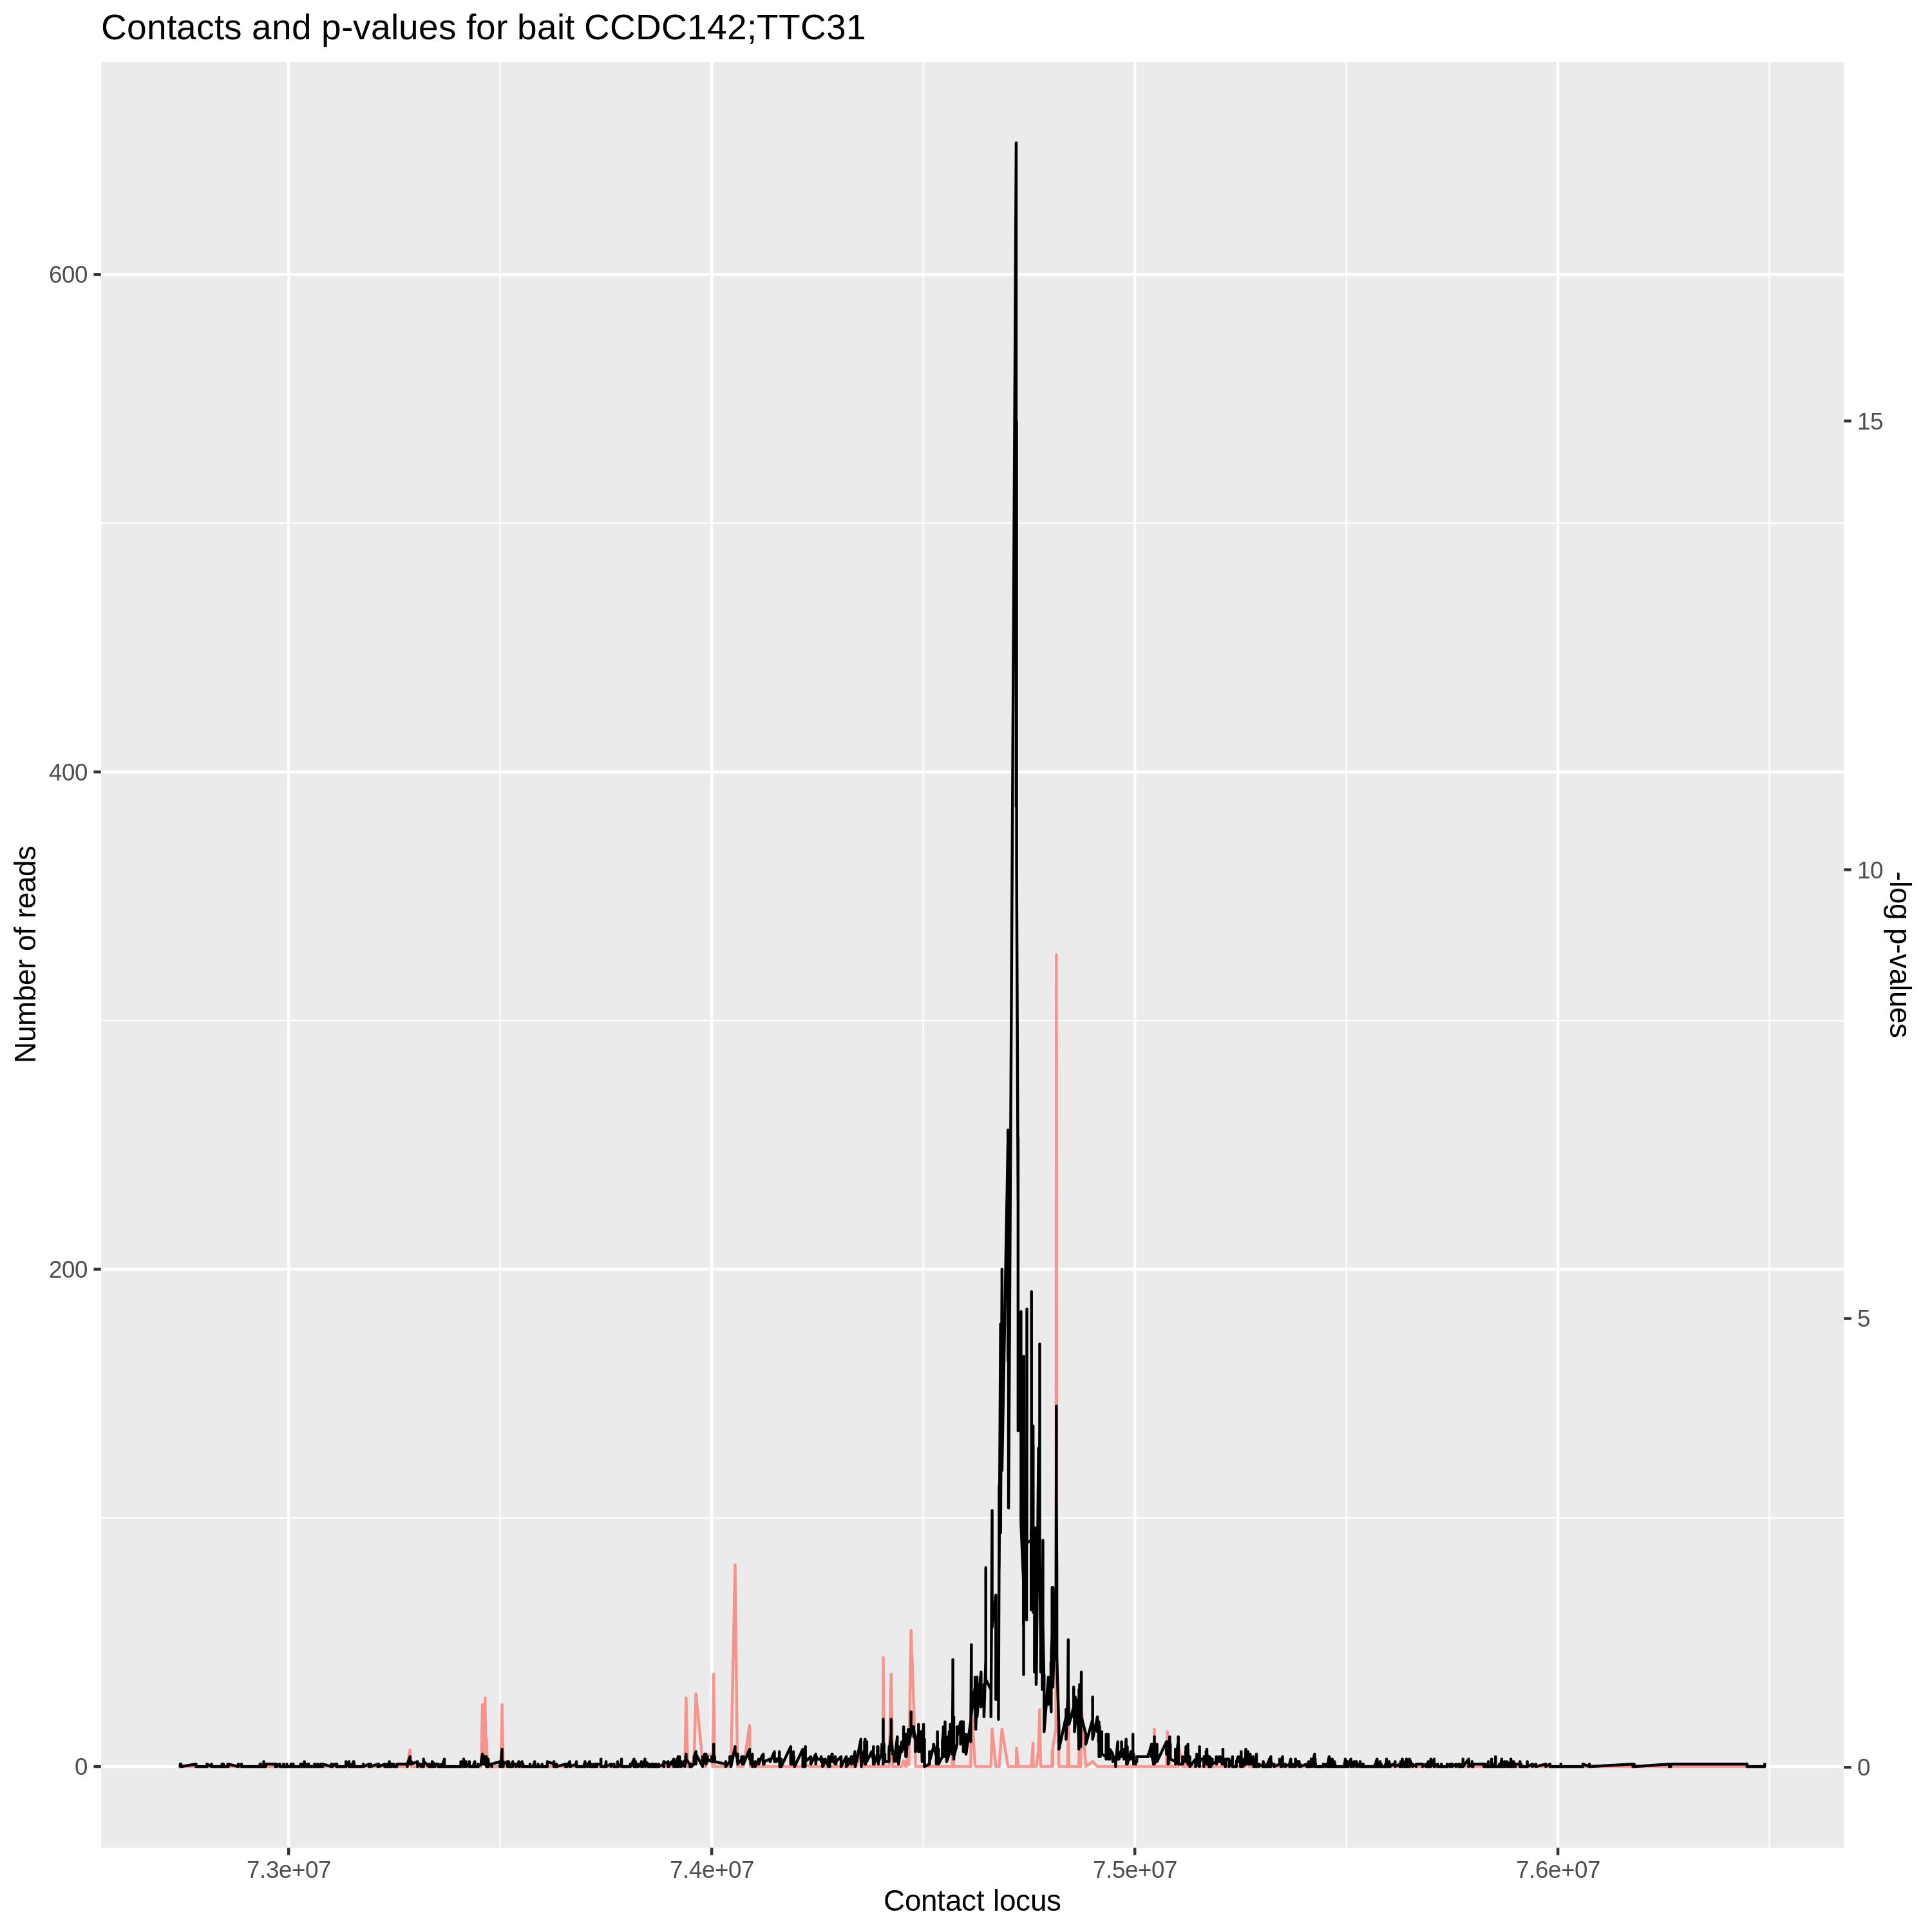 Contacts and p-values for bait CCDC142;TTC31
600
400
200
0
Number of reads
15
10
5
0
-log p-values
7.3e+07
7.4e+07
7.5e+07
7.6e+07
Contact locus